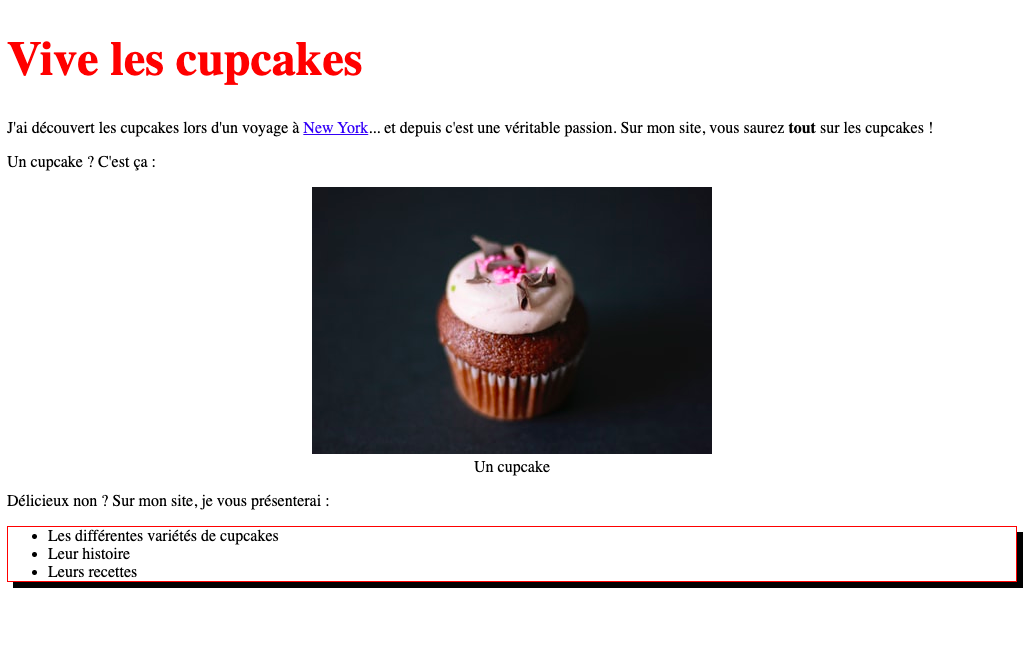 Vive les cupcakes
J'ai découvert les cupcakes lors d'un voyage à New York... et depuis c'est une véritable passion. Sur mon site, vous saurez tout sur les cupcakes !
Un cupcake ? C'est ça :
Un cupcake
Délicieux non ? Sur mon site, je vous présenterai :
• Les différentes variétés de cupcakes
• Leur histoire
• Leurs recettes